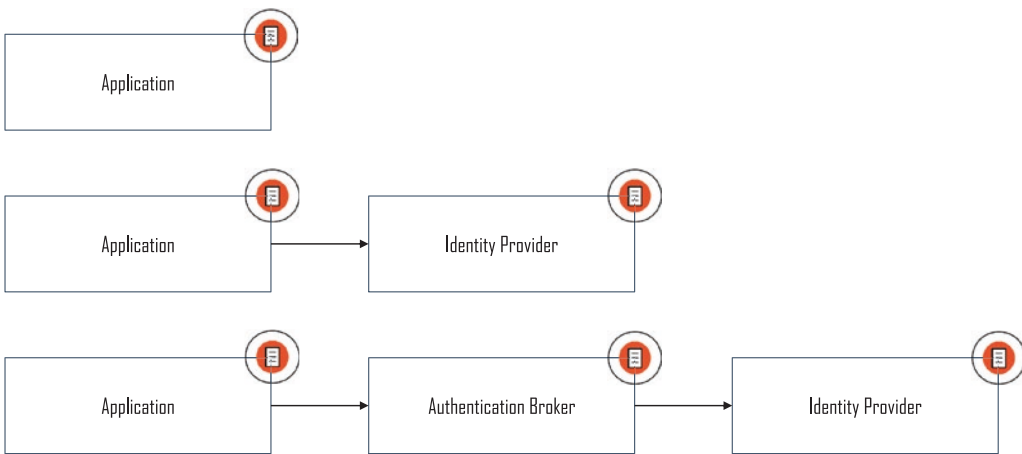 Application
Application
Identity Provider
Application
Authentication Broker
Identity Provider